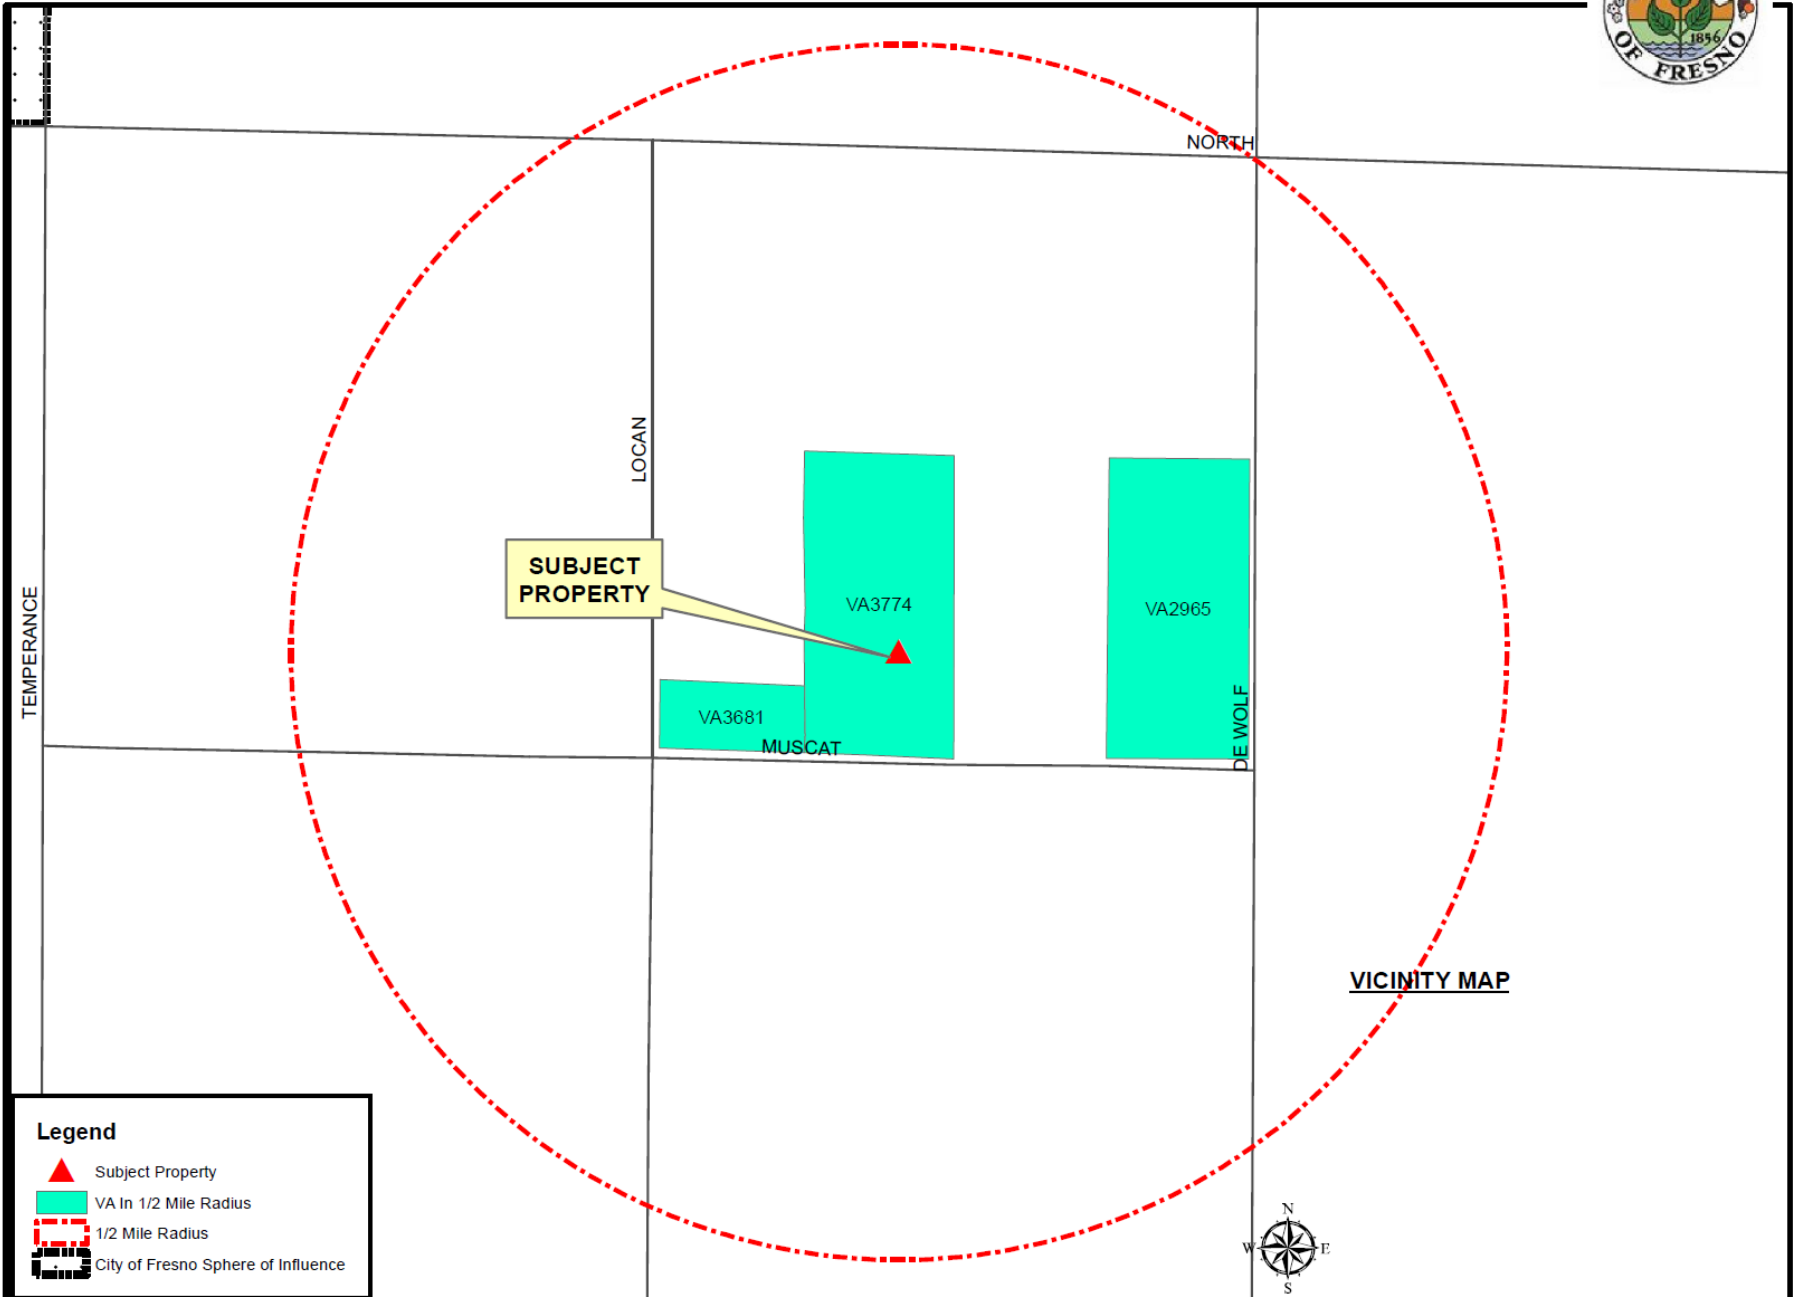 1856
OF FRESNO
NORTH
LOCAN
SUBJECT
PROPERTY
VA3774
VA2965
TEMPERANCE
VA3681
MUSCAT
DE WOLF
VICINITY MAP
Legend
Subject Property
VA In 1/2 Mile Radius
1/2 Mile Radius
City of Fresno Sphere of Influence
N
W E
S